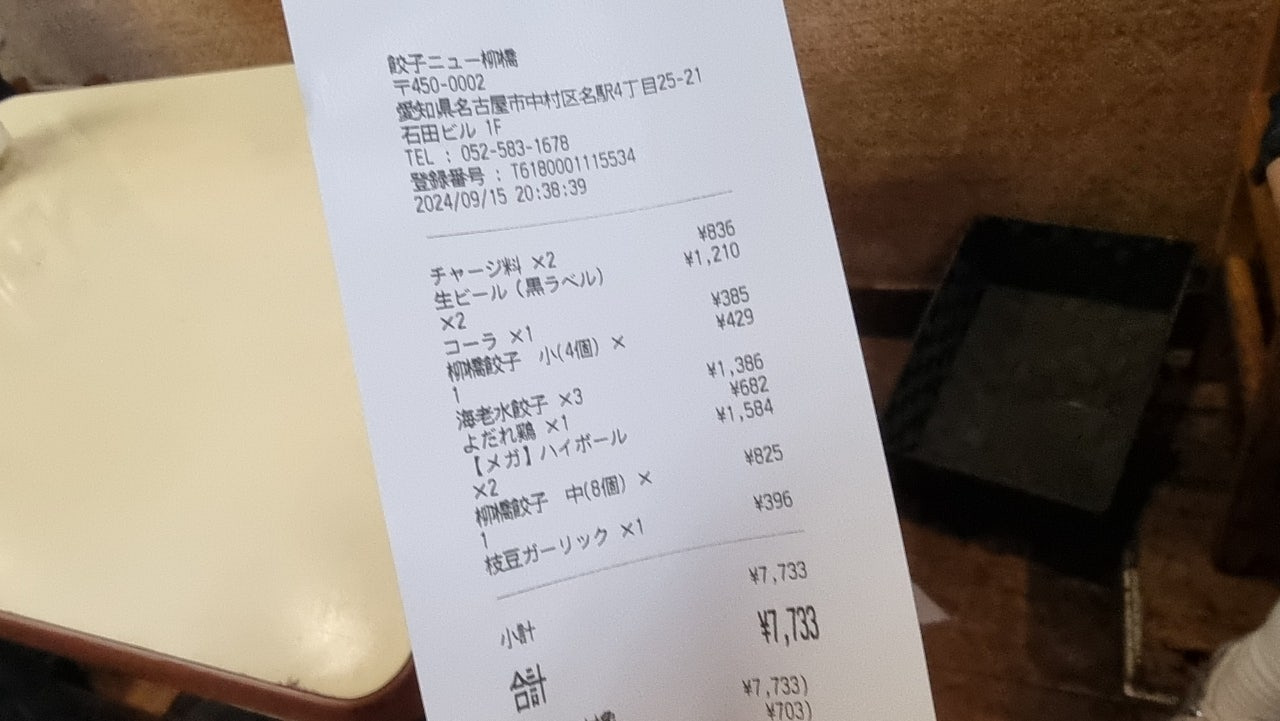 餃子ニュー柳橋
〒450-0002
愛知県名古屋市中村区名駅4丁目25-21
石田ビル 1F
TEL : 052-583-1678
登録番号 : T6180001115534
2024/09/15 20:38:39
チャージ料 ×2 ¥836
生ビール(黒ラベル) ¥1,210
×2
コーラ ×1 ¥385
柳橋餃子 小(4個) × ¥429
1
海老水餃子 ×3 ¥1,386
よだれ鶏 ×1 ¥682
【メガ】ハイボール ¥1,584
×2
柳橋餃子 中(8個) × ¥825
1
枝豆ガーリック ×1 ¥396
小計 ¥7,733
合計 ¥7,733
¥7,733)
¥703)